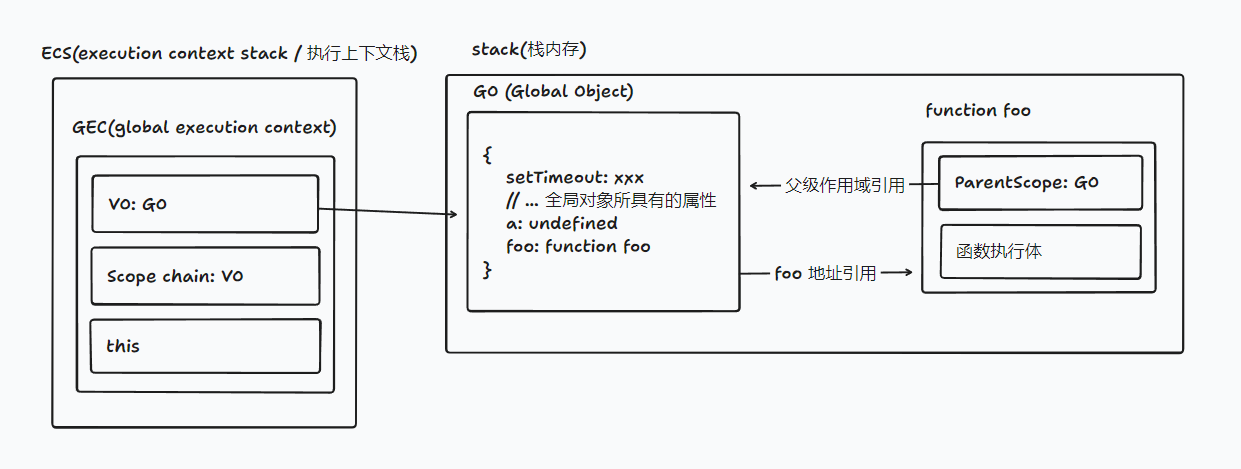 ECS(execution context stack / 执行上下文栈)
GEC(global execution context)
VO: GO
Scope chain: VO
this
stack(栈内存)
GO (Global Object)
{
setTimeout: xxx
// ... 全局对象所具有的属性
a: undefined
foo: function foo
}
父级作用域引用
foo 地址引用
function foo
ParentScope: GO
函数执行体